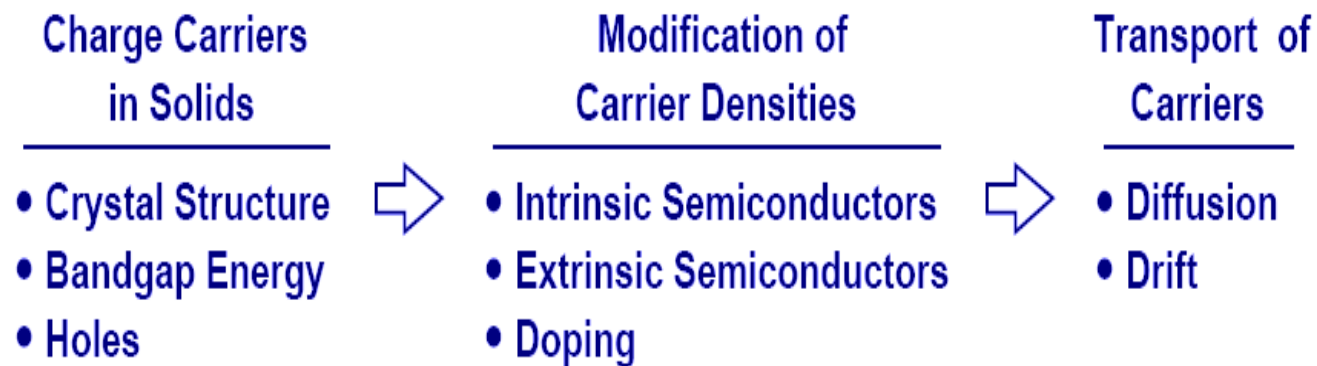 Charge Carriers
in Solids
• Crystal Structure
• Bandgap Energy
• Holes
Modification of
Carrier Densities
• Intrinsic Semiconductors
• Extrinsic Semiconductors
• Doping
Transport of
Carriers
• Diffusion
• Drift